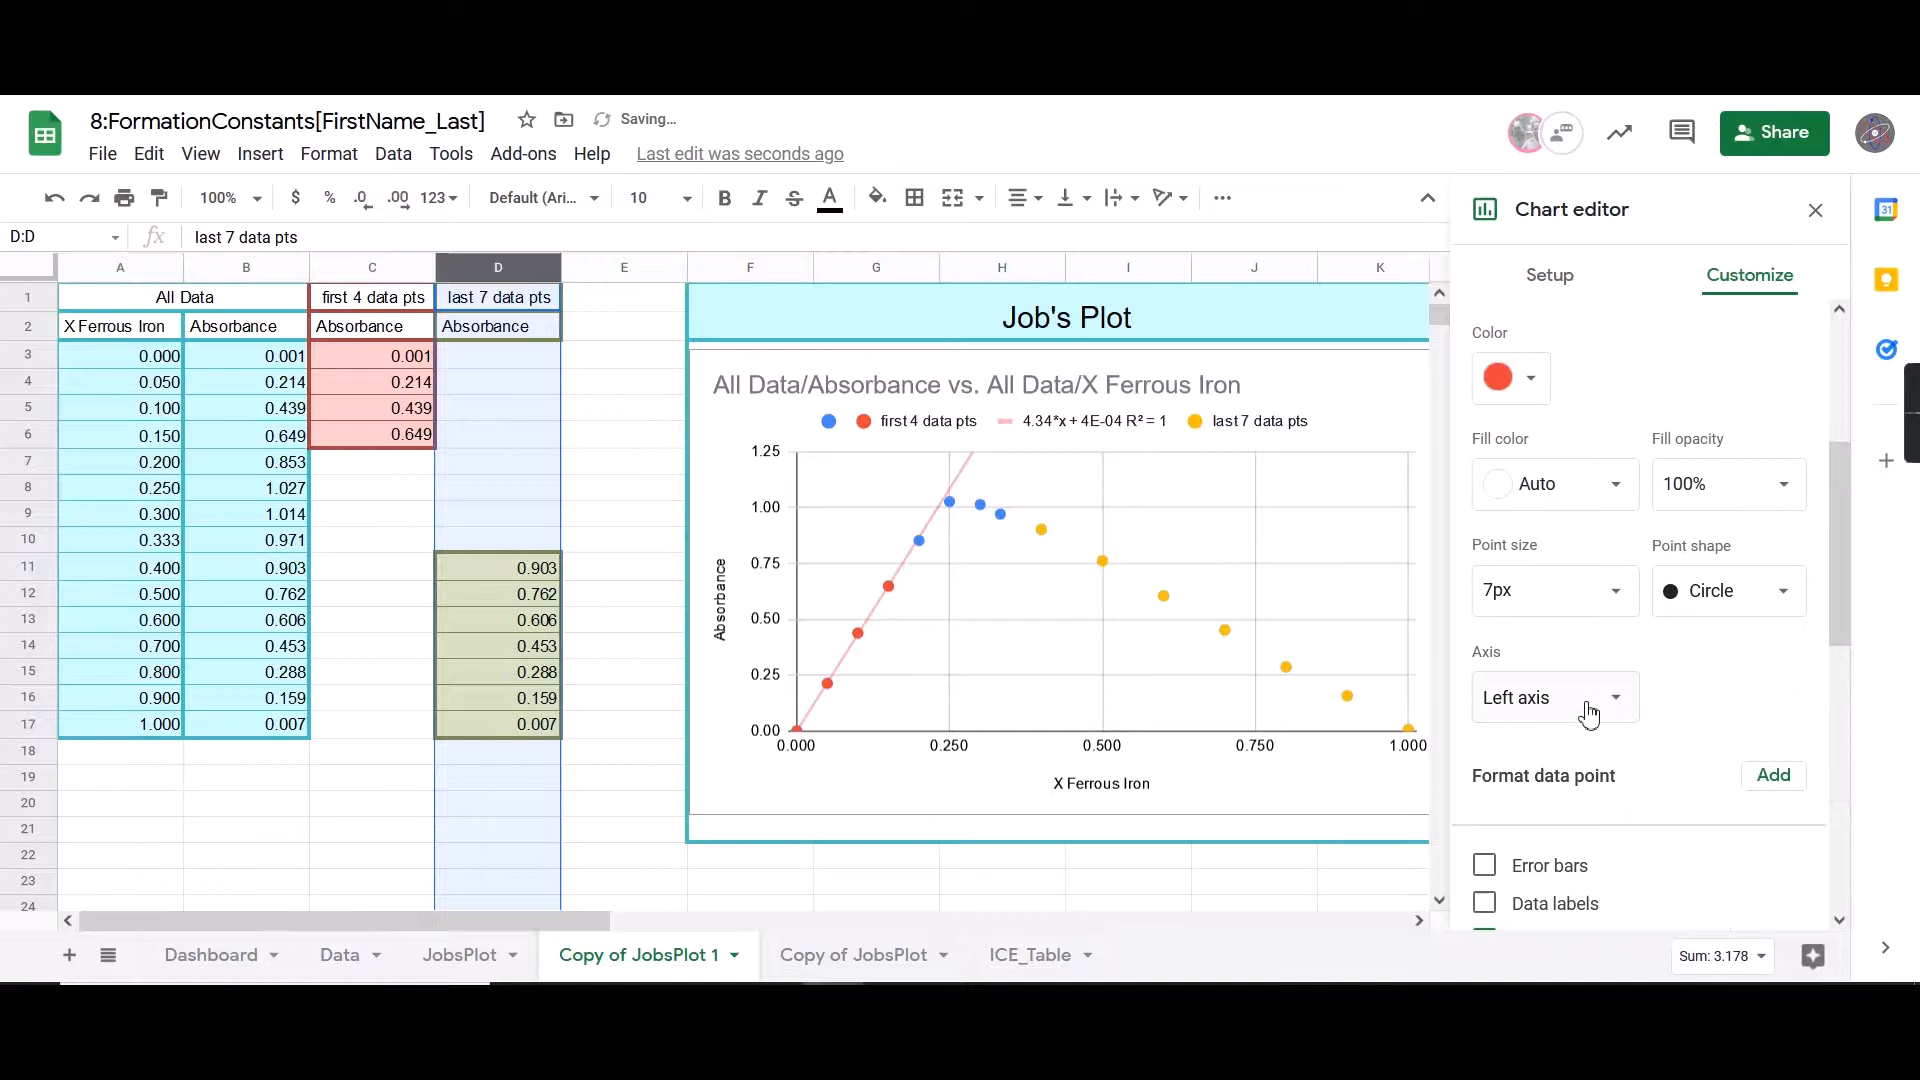 8:FormationConstants[FirstName_Last] Saving...
File Edit View Insert Format Data Tools Add-ons Help Last edit was seconds ago
Share
100% $ % .0 .00 123 Default (Ari... 10 B I S A
D:D fx last 7 data pts
A B C D E F G H I J K
1 All Data first 4 data pts last 7 data pts
2 X Ferrous Iron Absorbance Absorbance Absorbance
3 0.000 0.001 0.001
4 0.050 0.214 0.214
5 0.100 0.439 0.439
6 0.150 0.649 0.649
7 0.200 0.853
8 0.250 1.027
9 0.300 1.014
10 0.333 0.971
11 0.400 0.903 0.903
12 0.500 0.762 0.762
13 0.600 0.606 0.606
14 0.700 0.453 0.453
15 0.800 0.288 0.288
16 0.900 0.159 0.159
17 1.000 0.007 0.007
18
19
20
21
22
23
24
Job's Plot
All Data/Absorbance vs. All Data/X Ferrous Iron
first 4 data pts 4.34*x + 4E-04 R² = 1 last 7 data pts
1.25
1.00
0.75
0.50
0.25
0.00
Absorbance
0.000 0.250 0.500 0.750 1.000
X Ferrous Iron
Chart editor
Setup Customize
Color
Fill color Fill opacity
Auto 100%
Point size Point shape
7px Circle
Axis
Left axis
Format data point Add
Error bars
Data labels
31
Dashboard Data JobsPlot Copy of JobsPlot 1 Copy of JobsPlot ICE_Table Sum: 3.178